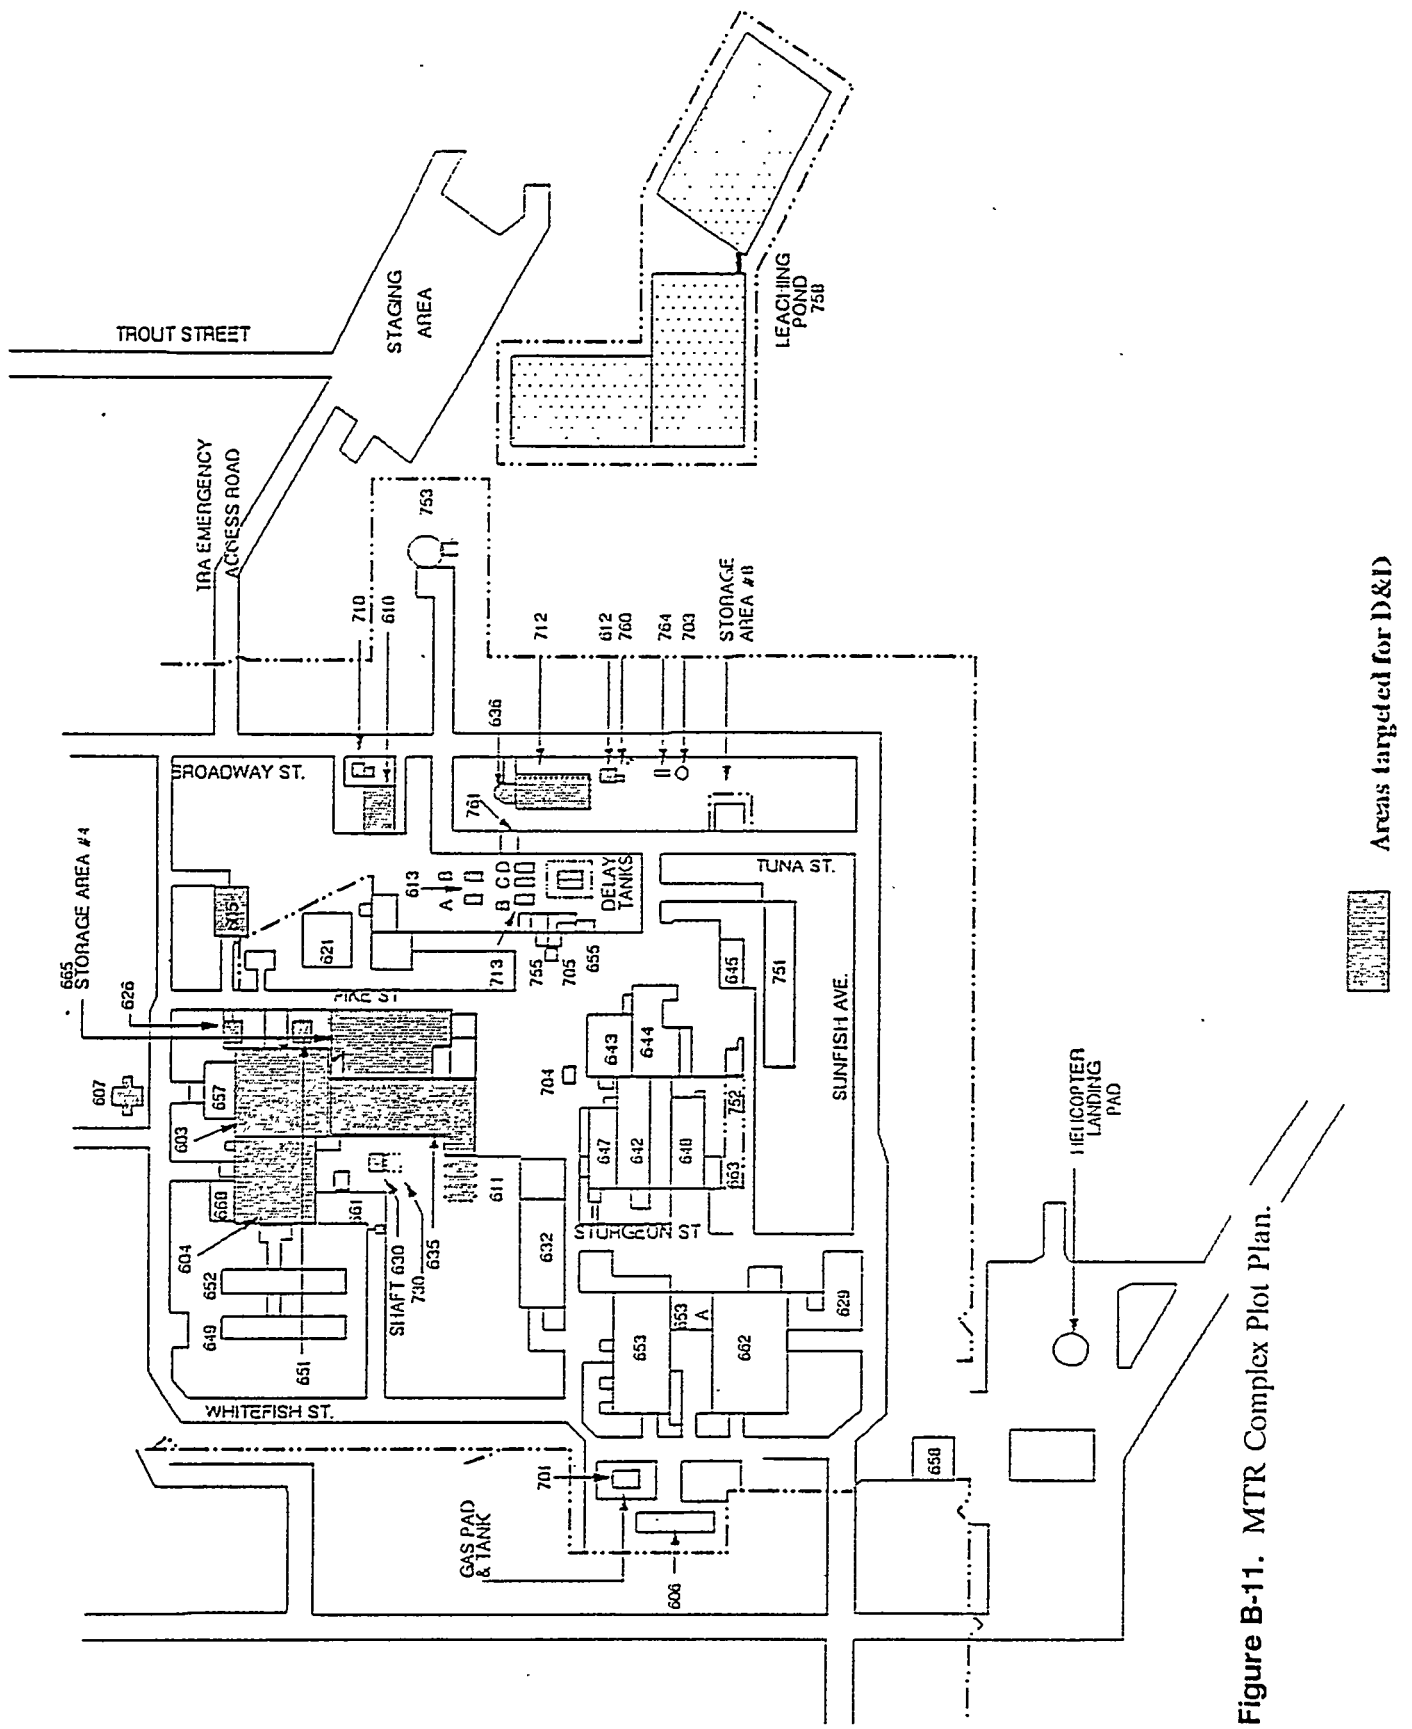 TROUT STREET
STAGING
AREA
LEACHING
POND
758
TRA EMERGENCY
ACCESS ROAD
753
710
610
712
612
760
764
703
STORAGE
AREA #8
BROADWAY ST.
636
761
STORAGE AREA #4
665
626
615
621
613
A B
B C D
DELAY
TANKS
TUNA ST.
713
755
705
655
645
751
PIKE ST
607
657
603
643
644
704
SUNFISH AVE.
647
642
640
752
663
668
604
661
SHAFT 630
730
635
611
632
STURGEON ST
652
649
651
653
653
A
662
629
WHITEFISH ST.
701
GAS PAD
& TANK
606
658
HELICOPTER
LANDING
PAD
Areas targeted for D&D
Figure B-11. MTR Complex Plot Plan.